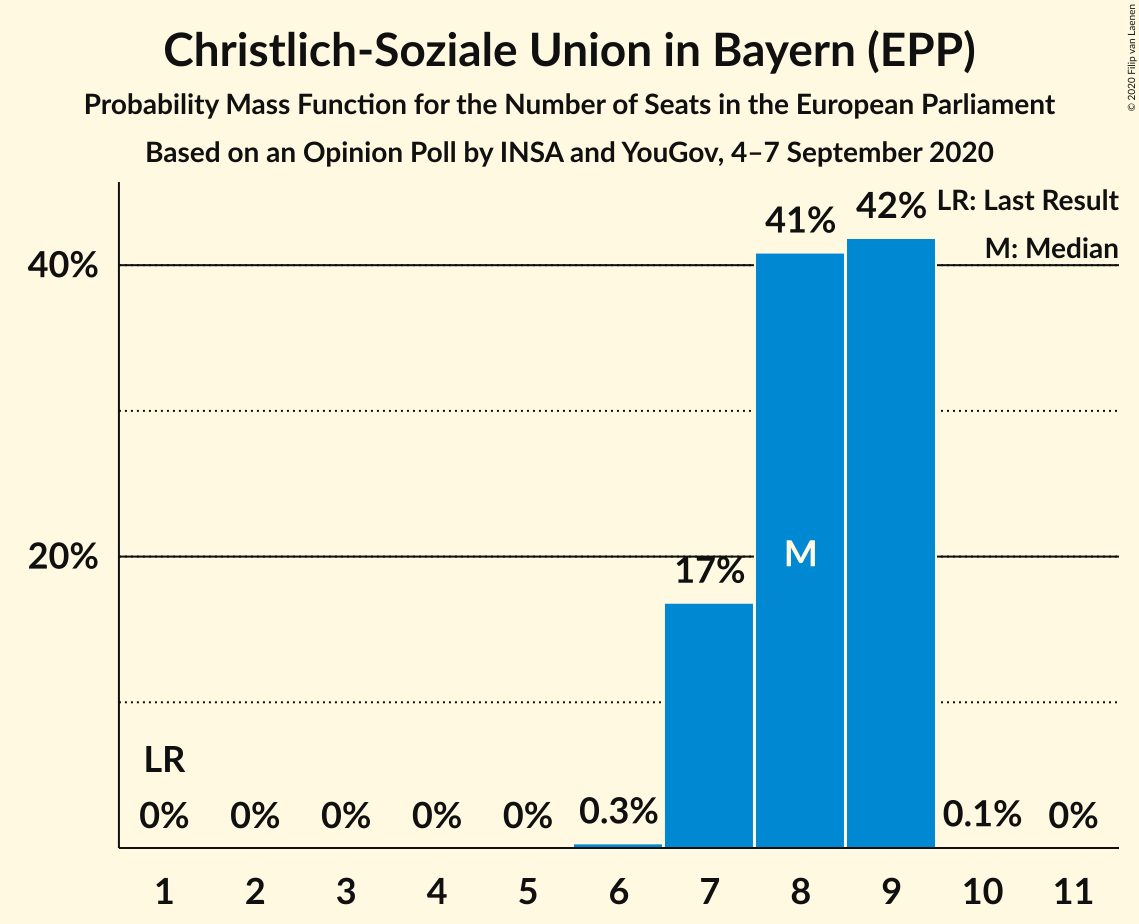 Christlich-Soziale Union in Bayern (EPP)
Probability Mass Function for the Number of Seats in the European Parliament
Based on an Opinion Poll by INSA and YouGov, 4–7 September 2020
© 2020 Filip van Laenen
LR: Last Result
M: Median
41%
42%
40%
20%
17%
M
LR
0%
0%
0%
0%
0%
0.3%
0.1%
0%
1 2 3 4 5 6 7 8 9 10 11